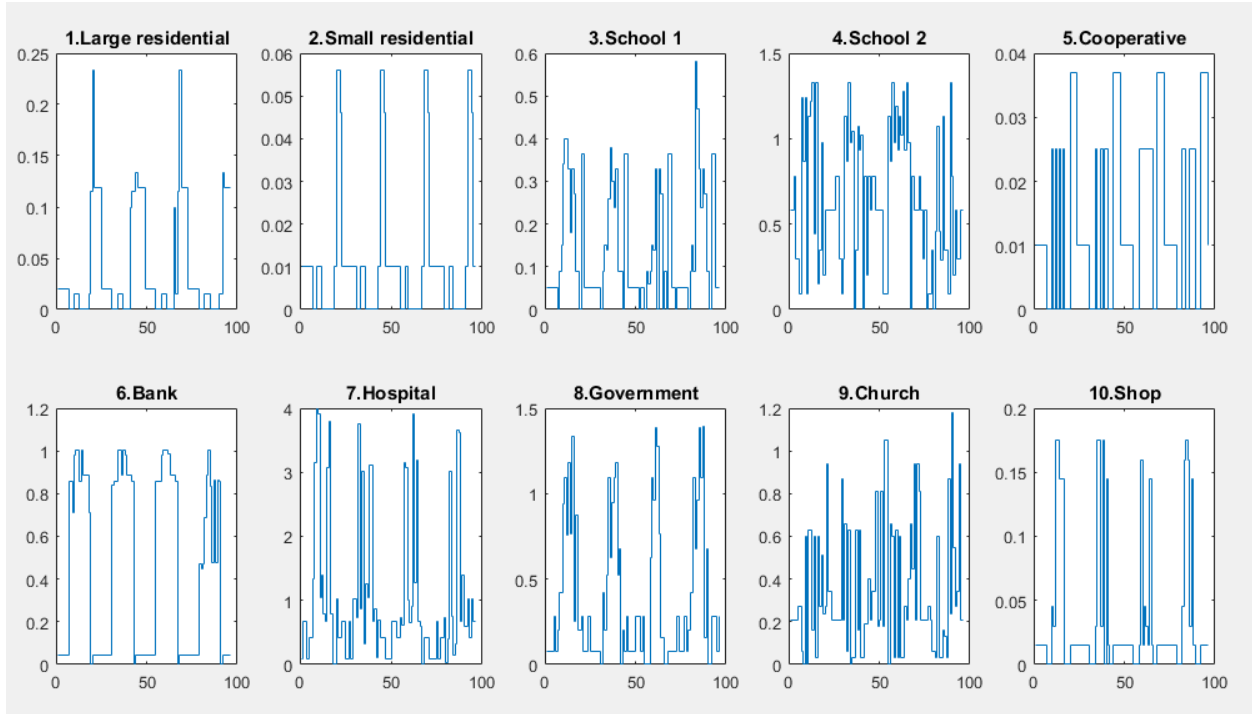 1.Large residential
0.25
0.2
0.15
0.1
0.05
0
0 50 100
2.Small residential
0.06
0.05
0.04
0.03
0.02
0.01
0
0 50 100
3.School 1
0.6
0.5
0.4
0.3
0.2
0.1
0
0 50 100
4.School 2
1.5
1
0.5
0
0 50 100
5.Cooperative
0.04
0.03
0.02
0.01
0
0 50 100
6.Bank
1.2
1
0.8
0.6
0.4
0.2
0
0 50 100
7.Hospital
4
3
2
1
0
0 50 100
8.Government
1.5
1
0.5
0
0 50 100
9.Church
1.2
1
0.8
0.6
0.4
0.2
0
0 50 100
10.Shop
0.2
0.15
0.1
0.05
0
0 50 100